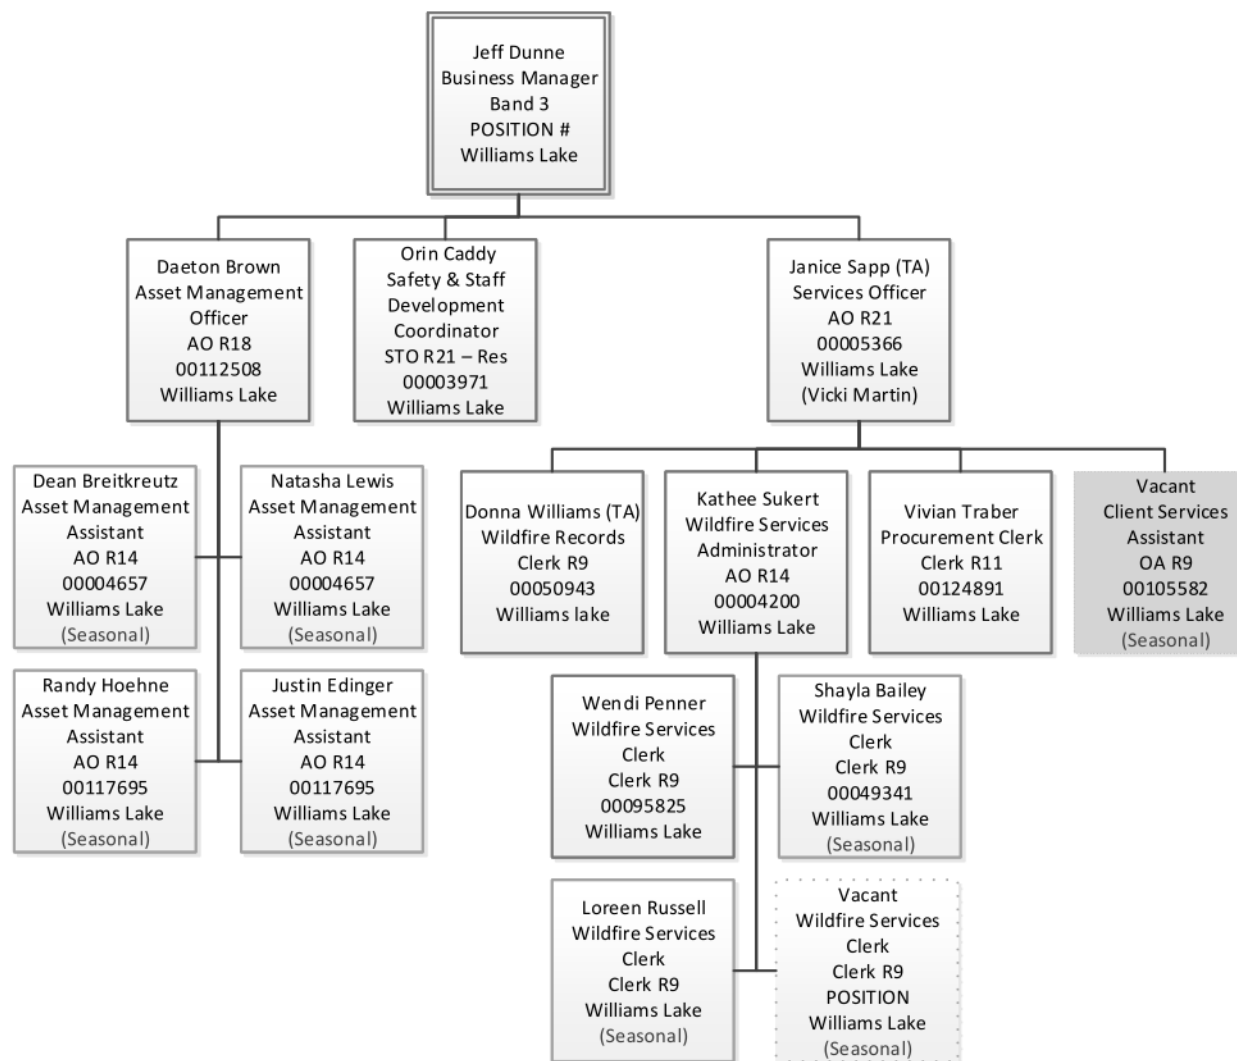 Jeff Dunne
Business Manager
Band 3
POSITION #
Williams Lake
Daeton Brown
Asset Management
Officer
AO R18
00112508
Williams Lake
Orin Caddy
Safety & Staff
Development
Coordinator
STO R21 – Res
00003971
Williams Lake
Janice Sapp (TA)
Services Officer
AO R21
00005366
Williams Lake
(Vicki Martin)
Dean Breitkreutz
Asset Management
Assistant
AO R14
00004657
Williams Lake
(Seasonal)
Natasha Lewis
Asset Management
Assistant
AO R14
00004657
Williams Lake
(Seasonal)
Donna Williams (TA)
Wildfire Records
Clerk R9
00050943
Williams lake
Kathee Sukert
Wildfire Services
Administrator
AO R14
00004200
Williams Lake
Vivian Traber
Procurement Clerk
Clerk R11
00124891
Williams Lake
Vacant
Client Services
Assistant
OA R9
00105582
Williams Lake
(Seasonal)
Randy Hoehne
Asset Management
Assistant
AO R14
00117695
Williams Lake
(Seasonal)
Justin Edinger
Asset Management
Assistant
AO R14
00117695
Williams Lake
(Seasonal)
Wendi Penner
Wildfire Services
Clerk
Clerk R9
00095825
Williams Lake
Shayla Bailey
Wildfire Services
Clerk
Clerk R9
00049341
Williams Lake
(Seasonal)
Loreen Russell
Wildfire Services
Clerk
Clerk R9
Williams Lake
(Seasonal)
Vacant
Wildfire Services
Clerk
Clerk R9
POSITION
Williams Lake
(Seasonal)